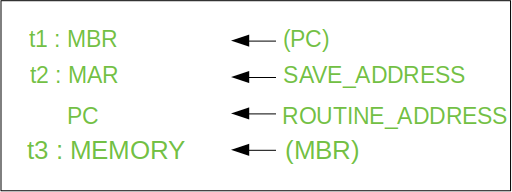 t1 : MBR ← (PC)
t2 : MAR ← SAVE_ADDRESS
PC ← ROUTINE_ADDRESS
t3 : MEMORY ← (MBR)